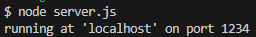 $ node server.js
running at 'localhost' on port 1234